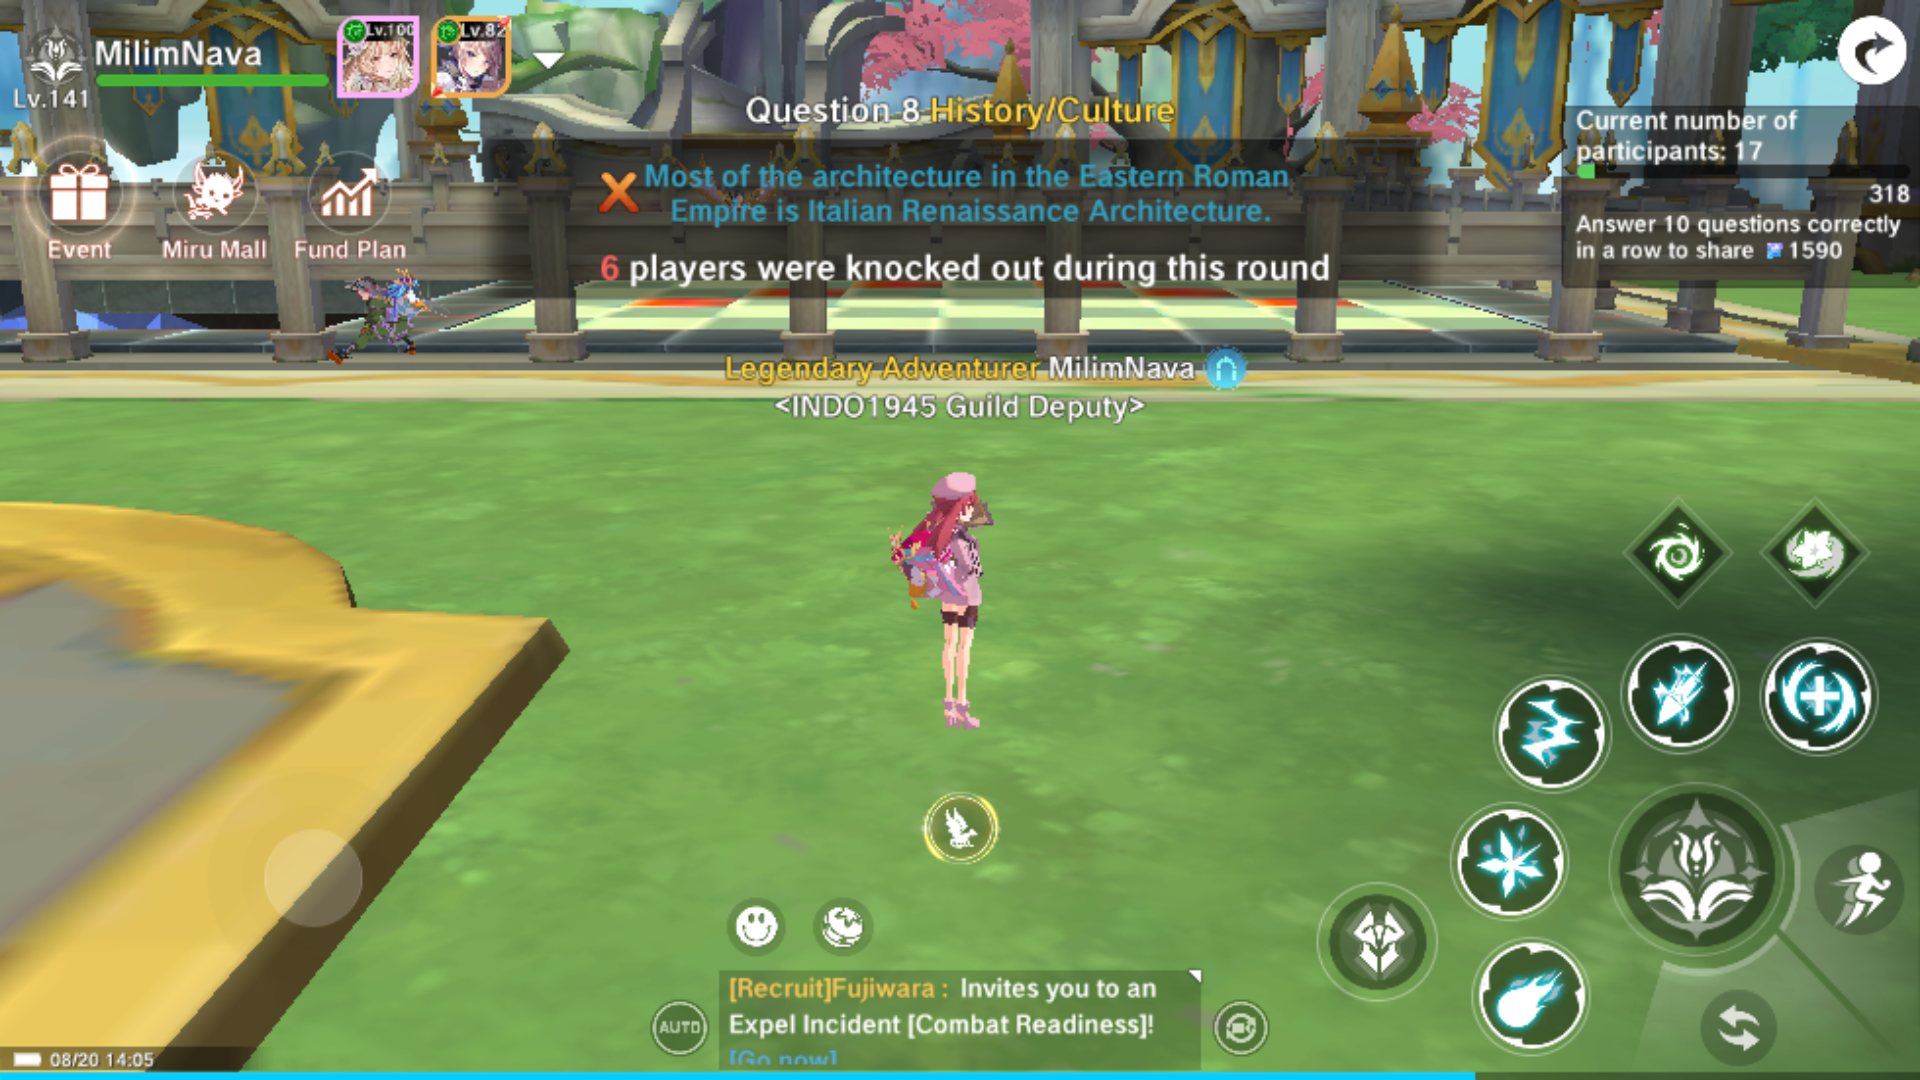 MilimNava
Lv.141
Lv.100
Lv.82
Question 8 History/Culture
Most of the architecture in the Eastern Roman
Empire is Italian Renaissance Architecture.
6 players were knocked out during this round
Current number of
participants: 17
318
Answer 10 questions correctly
in a row to share 1590
Event
Miru Mall
Fund Plan
Legendary Adventurer MilimNava
<INDO1945 Guild Deputy>
[Recruit]Fujiwara : Invites you to an
Expel Incident [Combat Readiness]!
[Go now]
AUTO
08/20 14:05